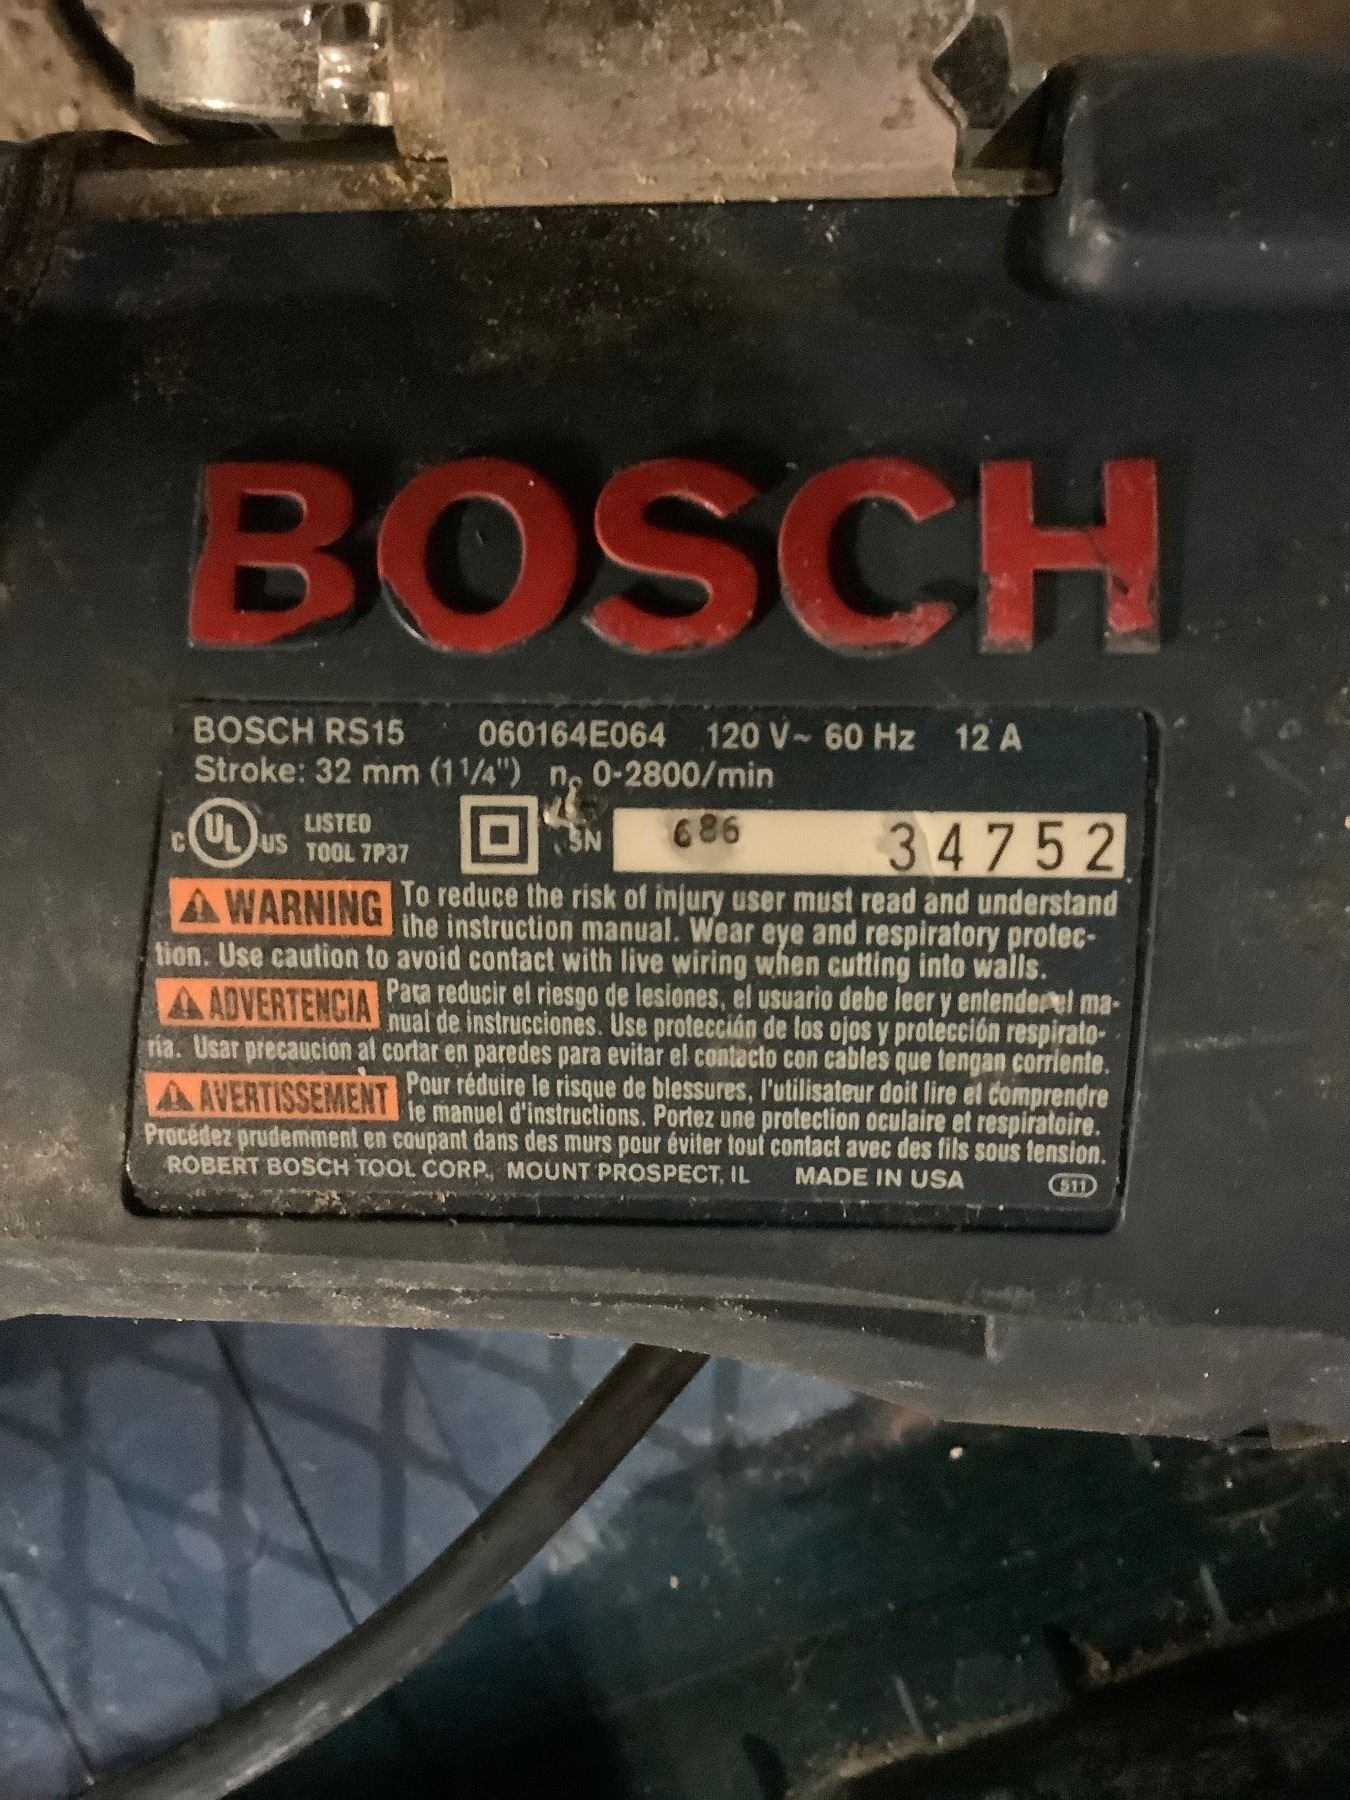 BOSCH
BOSCH RS15 060164E064 120 V~ 60 Hz 12 A
Stroke: 32 mm (1 1/4") n₀ 0-2800/min
C UL US LISTED TOOL 7P37 SN 686 34752
WARNING To reduce the risk of injury user must read and understand
the instruction manual. Wear eye and respiratory protec-
tion. Use caution to avoid contact with live wiring when cutting into walls.
ADVERTENCIA Para reducir el riesgo de lesiones, el usuario debe leer y entender el ma-
nual de instrucciones. Use protección de los ojos y protección respirato-
ria. Usar precaución al cortar en paredes para evitar el contacto con cables que tengan corriente.
AVERTISSEMENT Pour réduire le risque de blessures, l'utilisateur doit lire et comprendre
le manuel d'instructions. Portez une protection oculaire et respiratoire.
Procédez prudemment en coupant dans des murs pour éviter tout contact avec des fils sous tension.
ROBERT BOSCH TOOL CORP., MOUNT PROSPECT, IL MADE IN USA 511